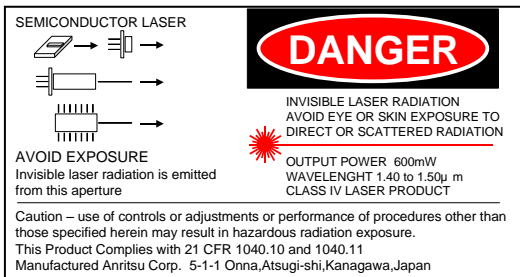 SEMICONDUCTOR LASER
DANGER
INVISIBLE LASER RADIATION
AVOID EYE OR SKIN EXPOSURE TO
DIRECT OR SCATTERED RADIATION
AVOID EXPOSURE
Invisible laser radiation is emitted
from this aperture
OUTPUT POWER 600mW
WAVELENGHT 1.40 to 1.50μ m
CLASS IV LASER PRODUCT
Caution – use of controls or adjustments or performance of procedures other than
those specified herein may result in hazardous radiation exposure.
This Product Complies with 21 CFR 1040.10 and 1040.11
Manufactured Anritsu Corp. 5-1-1 Onna,Atsugi-shi,Kanagawa,Japan